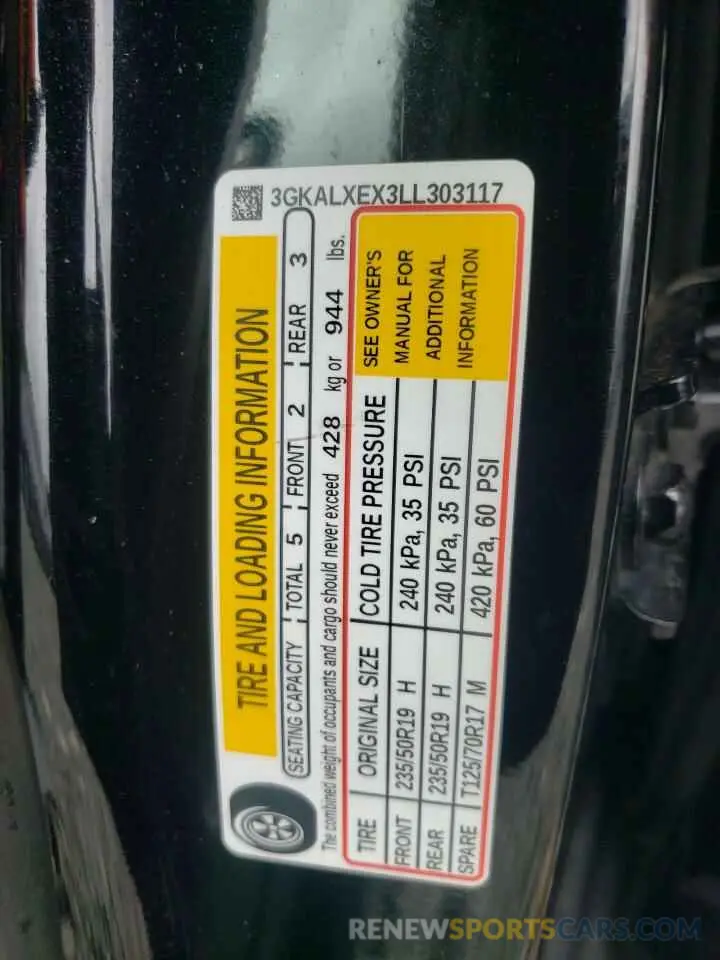 3GKALXEX3LL303117
TIRE AND LOADING INFORMATION
SEATING CAPACITY TOTAL 5 FRONT 2 REAR 3
The combined weight of occupants and cargo should never exceed 428 kg or 944 lbs.
TIRE ORIGINAL SIZE COLD TIRE PRESSURE SEE OWNER'S
FRONT 235/50R19 H 240 kPa, 35 PSI MANUAL FOR
REAR 235/50R19 H 240 kPa, 35 PSI ADDITIONAL
SPARE T125/70R17 M 420 kPa, 60 PSI INFORMATION
RENEWSPORTSCARS.COM